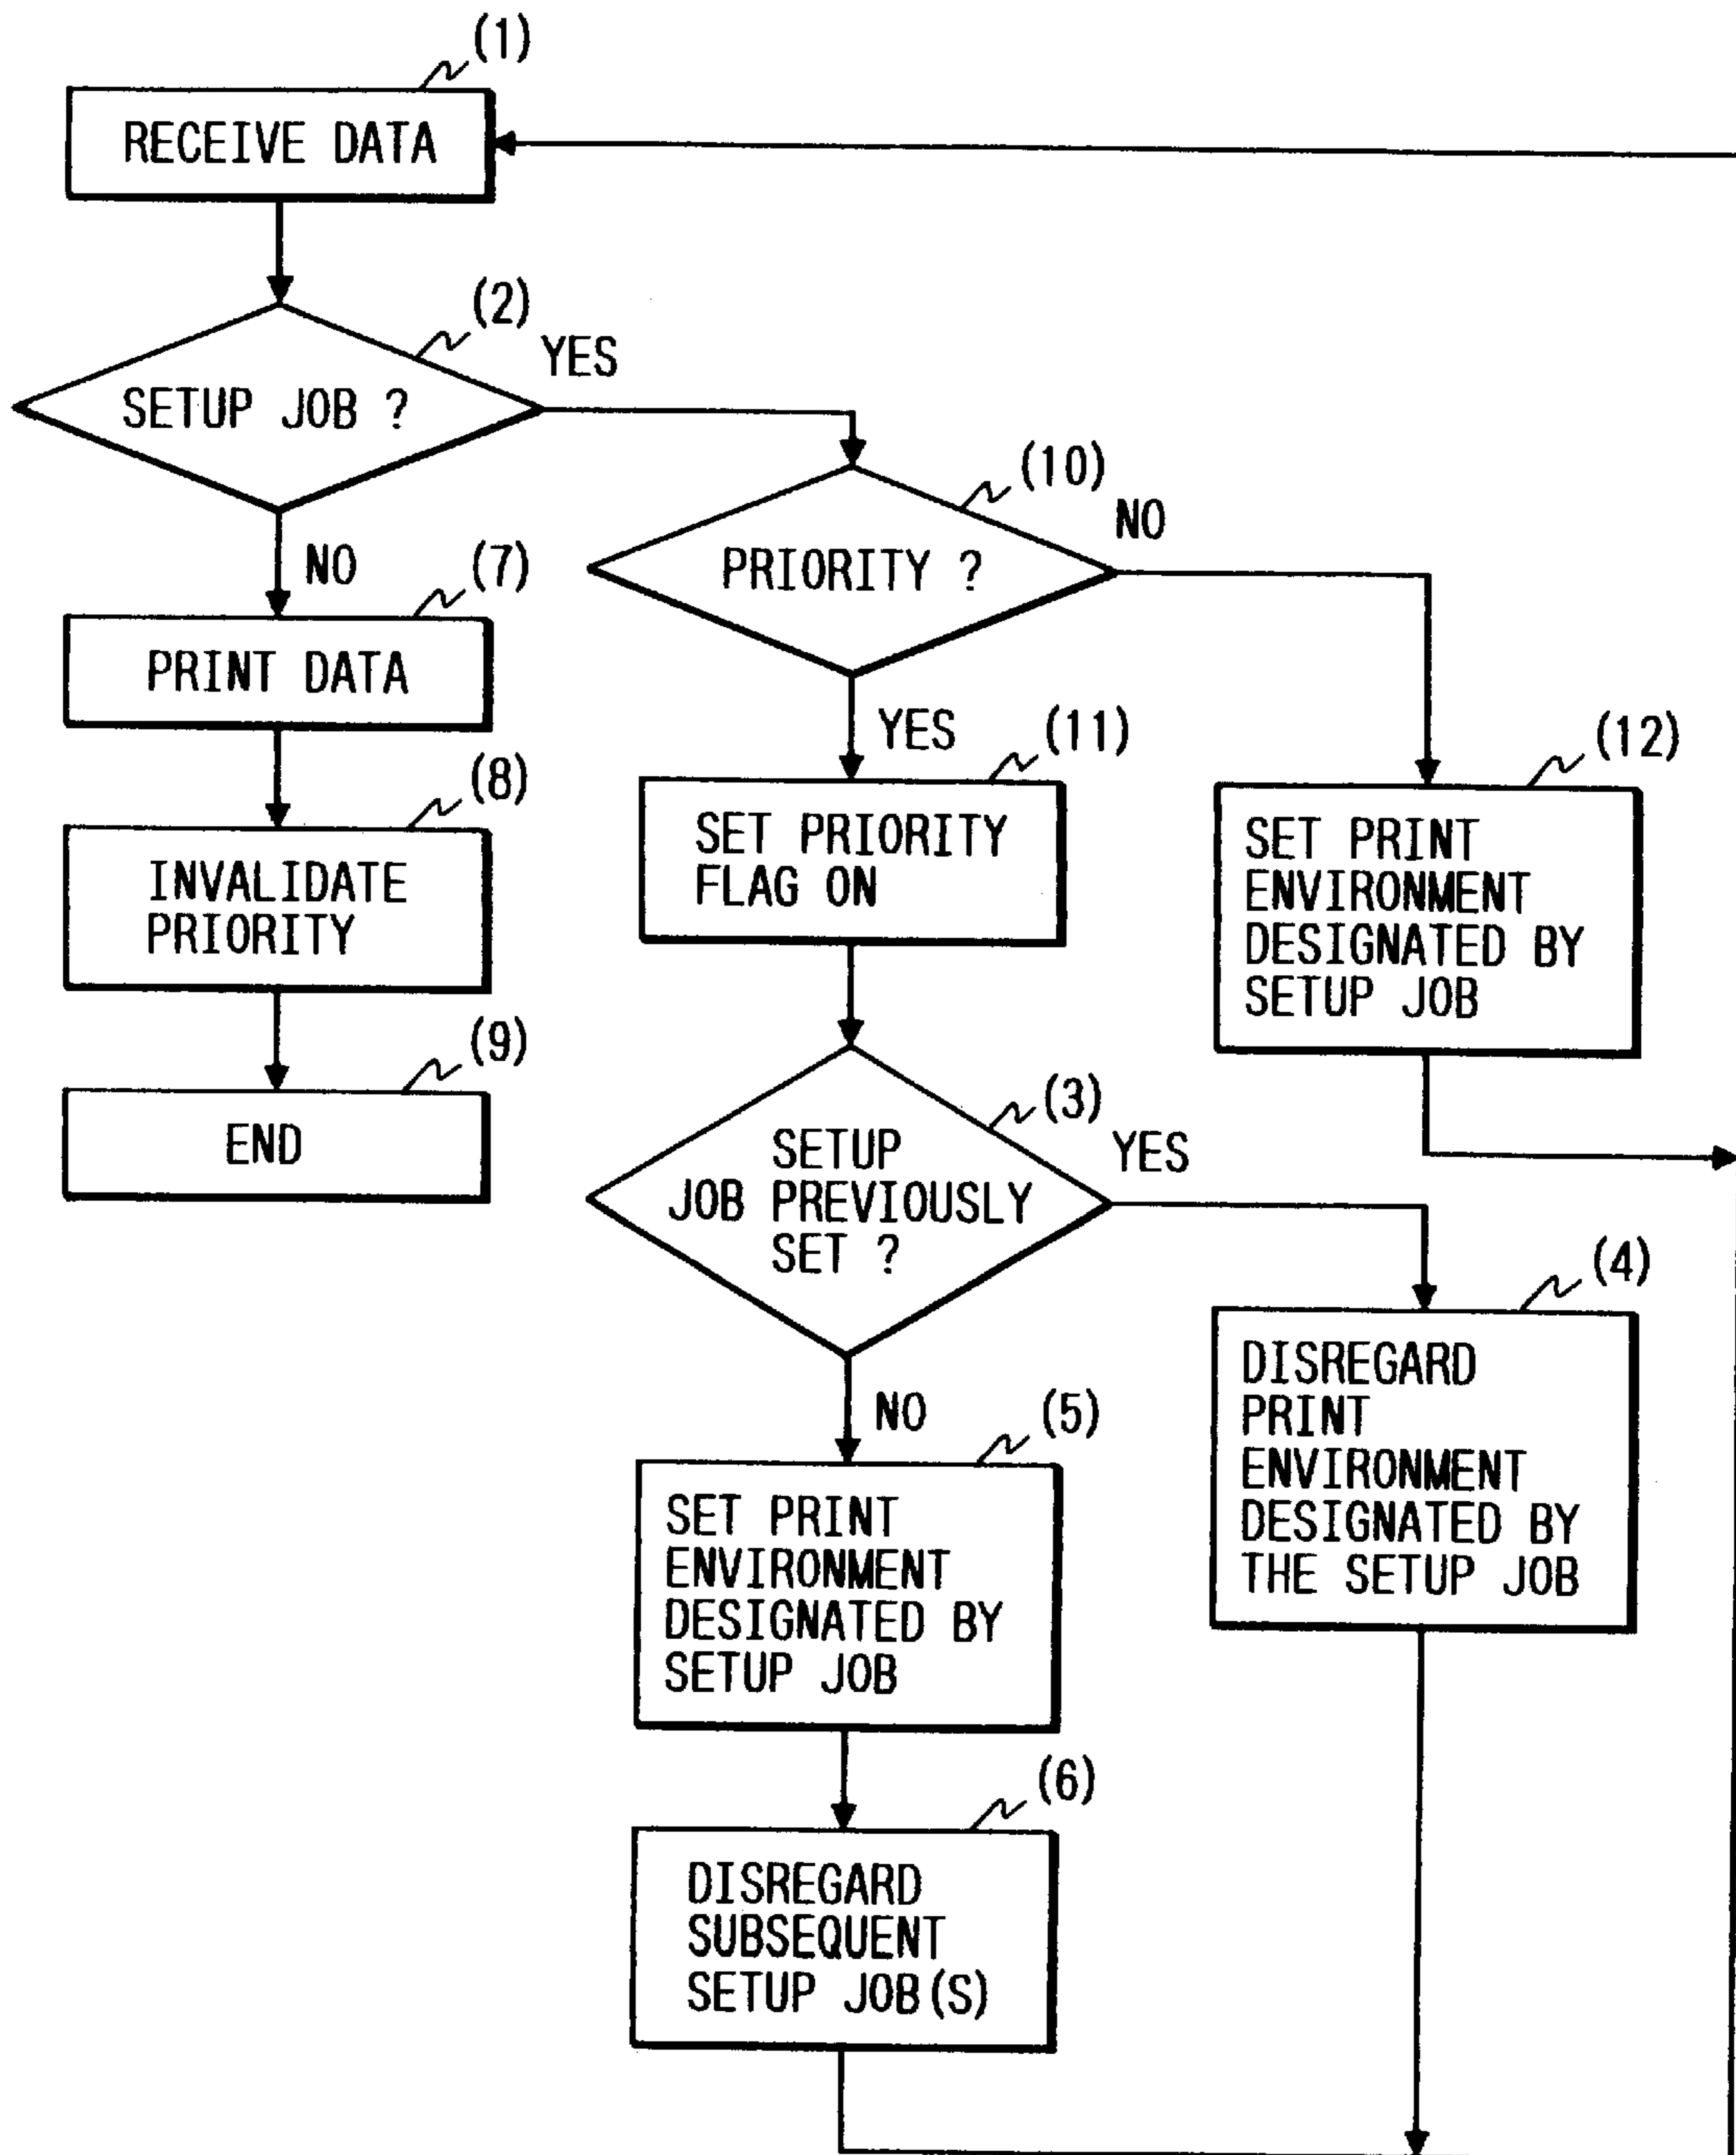 (1)
RECEIVE DATA
(2)
YES
SETUP JOB ?
(10)
NO
PRIORITY ?
NO
(7)
PRINT DATA
YES
(11)
(12)
(8)
SET PRIORITY
FLAG ON
SET PRINT
ENVIRONMENT
DESIGNATED BY
SETUP JOB
INVALIDATE
PRIORITY
(9)
END
(3)
YES
SETUP
JOB PREVIOUSLY
SET ?
(4)
DISREGARD
PRINT
ENVIRONMENT
DESIGNATED BY
THE SETUP JOB
NO
(5)
SET PRINT
ENVIRONMENT
DESIGNATED BY
SETUP JOB
(6)
DISREGARD
SUBSEQUENT
SETUP JOB(S)